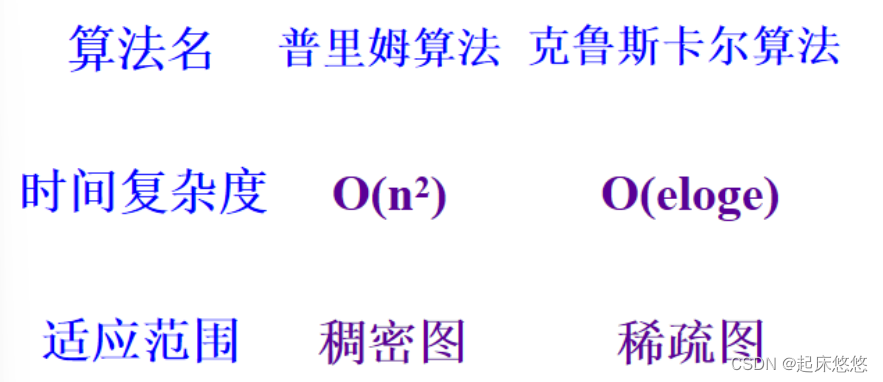 算法名 普里姆算法 克鲁斯卡尔算法
时间复杂度 O(n²) O(eloge)
适应范围 稠密图 稀疏图
CSDN @起床悠悠